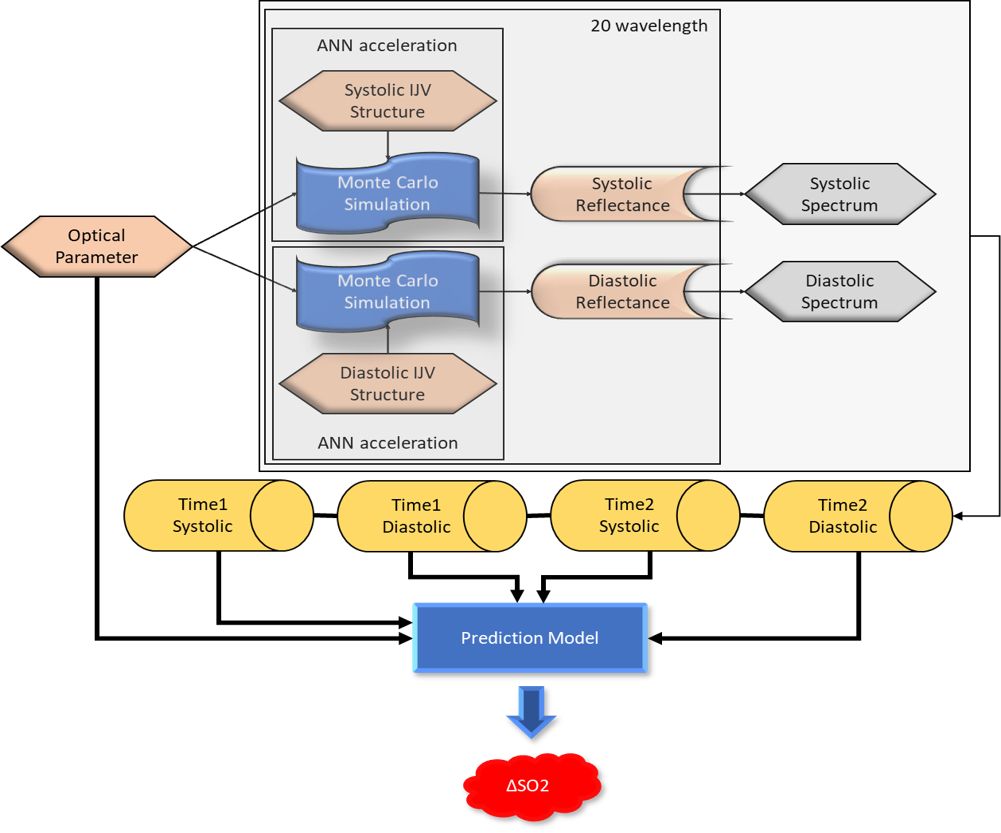 20 wavelength
ANN acceleration
Systolic IJV
Structure
Monte Carlo
Simulation
Systolic
Reflectance
Systolic
Spectrum
Optical
Parameter
Monte Carlo
Simulation
Diastolic
Reflectance
Diastolic
Spectrum
Diastolic IJV
Structure
ANN acceleration
Time1
Systolic
Time1
Diastolic
Time2
Systolic
Time2
Diastolic
Prediction Model
ΔSO2